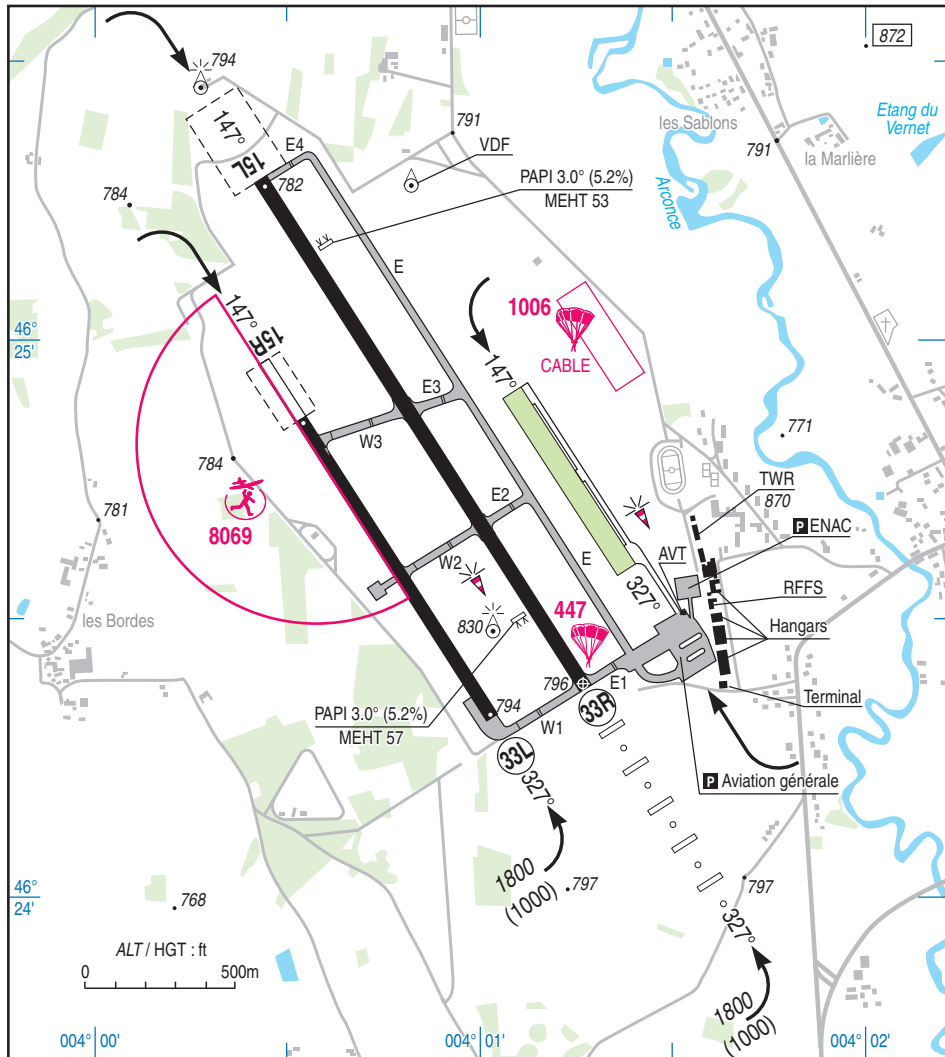 794
872
147°
15L
E4
782
791
VDF
les Sablons
791
la Marlière
Etang du
Vernet
Arconce
PAPI 3.0° (5.2%)
MEHT 53
784
E
147°
15R
1006
CABLE
147°
46°
25'
E3
W3
771
784
781
8069
TWR
870
P ENAC
E2
W2
E
AVT
RFFS
327°
Hangars
les Bordes
830
447
796
E1
Terminal
PAPI 3.0° (5.2%)
MEHT 57
794
W1
33R
33L
327°
P Aviation générale
1800
(1000)
797
797
46°
24'
768
327°
ALT / HGT : ft
0 500m
1800
(1000)
004° 00'
004° 01'
004° 02'